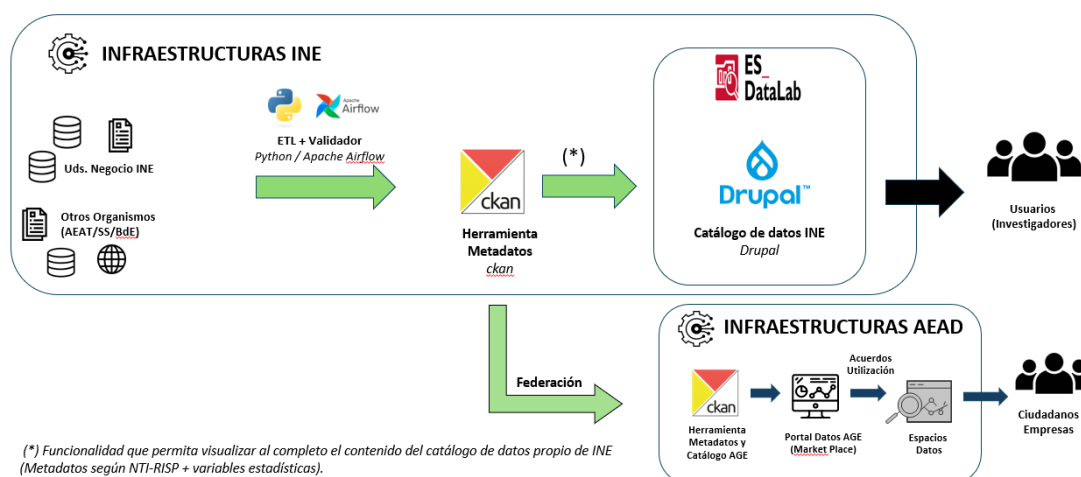 INFRAESTRUCTURAS INE
Apache
Airflow
ETL + Validador
Python / Apache Airflow
Uds. Negocio INE
Otros Organismos
(AEAT/SS/BdE)
ckan
Herramienta
Metadatos
ckan
(*)
ES_
DataLab
Drupal™
Catálogo de datos INE
Drupal
Usuarios
(Investigadores)
Federación
INFRAESTRUCTURAS AEAD
ckan
Herramienta
Metadatos y
Catálogo AGE
Portal Datos AGE
(Market Place)
Acuerdos
Utilización
Espacios
Datos
Ciudadanos
Empresas
(*) Funcionalidad que permita visualizar al completo el contenido del catálogo de datos propio de INE
(Metadatos según NTI-RISP + variables estadísticas).